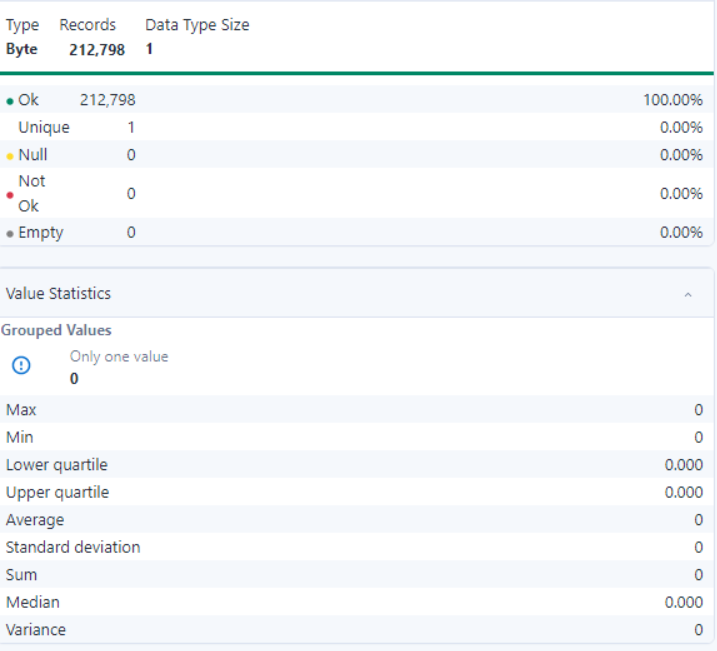 Type Records Data Type Size
Byte 212,798 1
Ok 212,798 100.00%
Unique 1 0.00%
Null 0 0.00%
Not
Ok 0 0.00%
Empty 0 0.00%
Value Statistics
Grouped Values
Only one value
0
Max 0
Min 0
Lower quartile 0.000
Upper quartile 0.000
Average 0
Standard deviation 0
Sum 0
Median 0.000
Variance 0